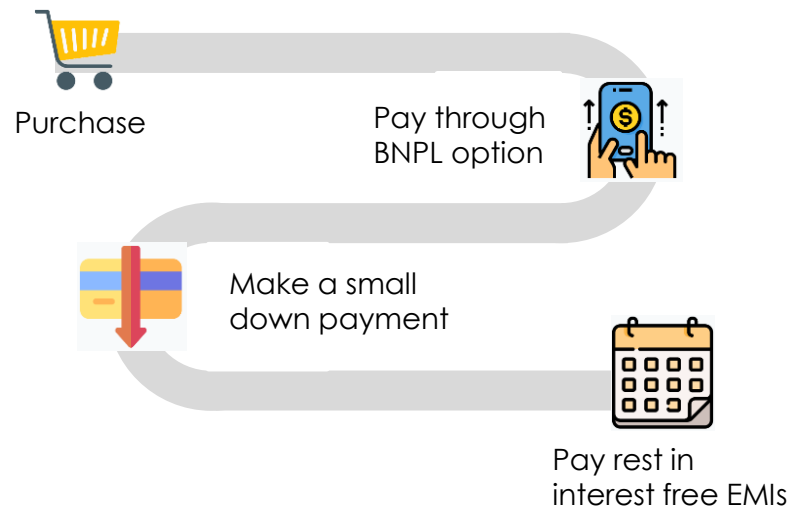 Purchase
Pay through
BNPL option
Make a small
down payment
Pay rest in
interest free EMIs